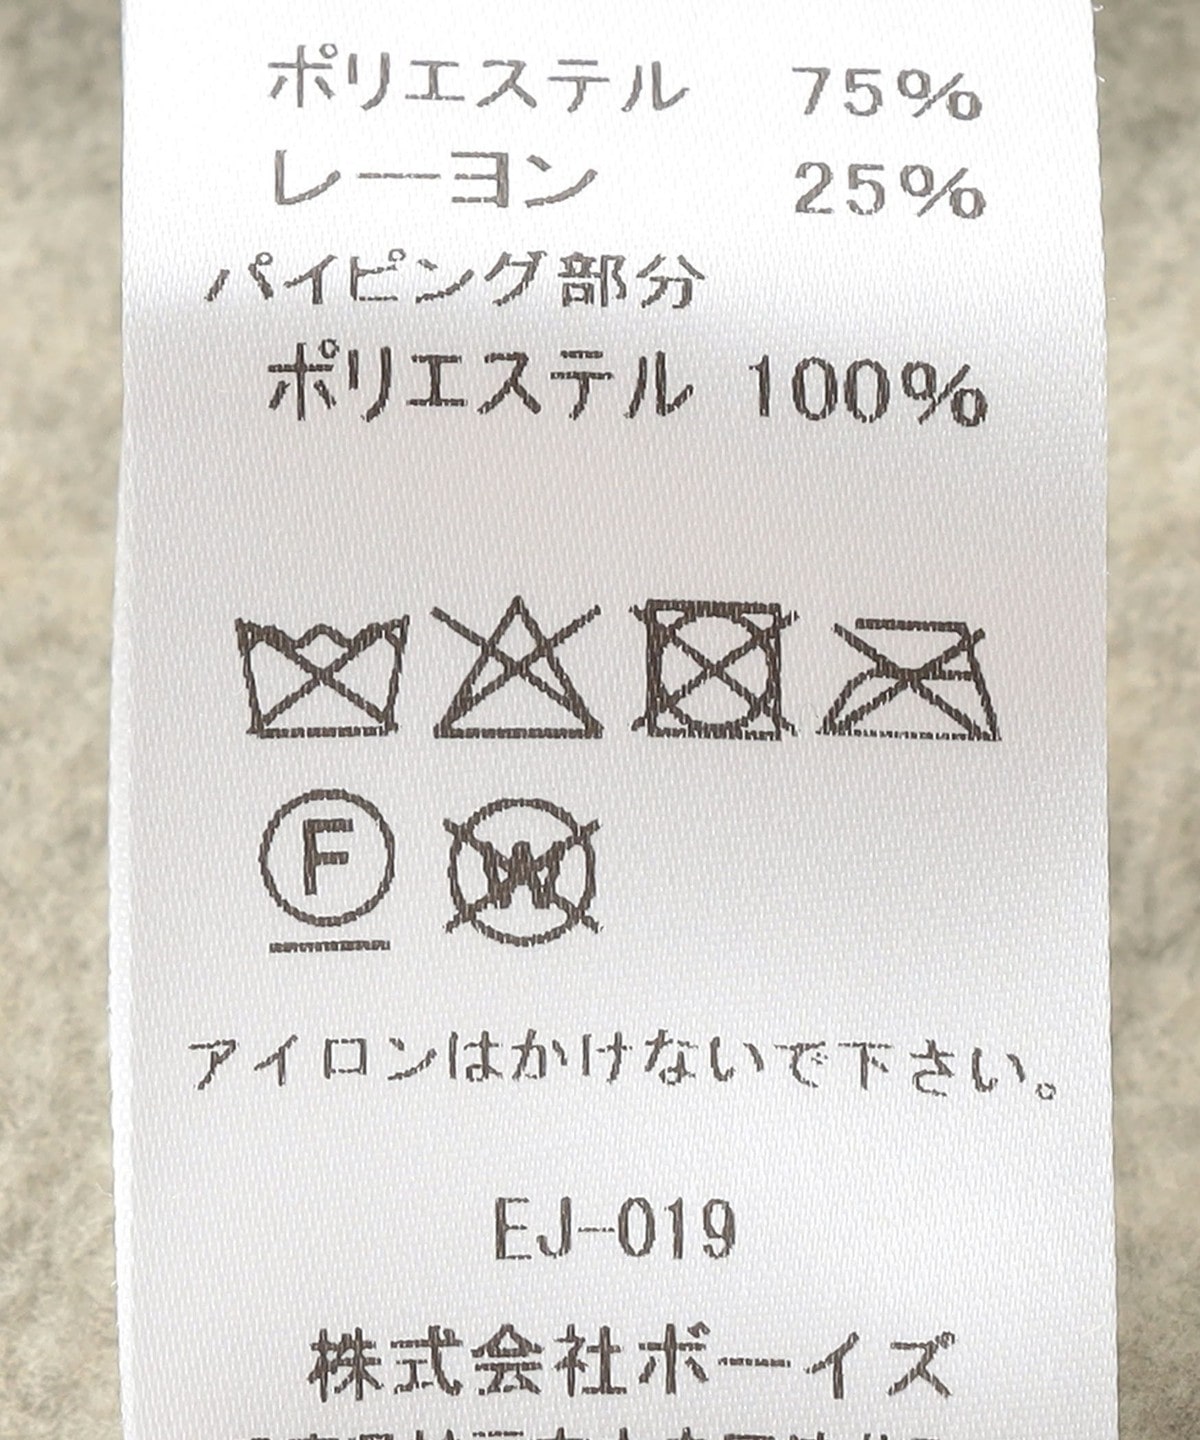 ポリエステル 75%
レーヨン 25%
パイピング部分
ポリエステル 100%
F
W
アイロンはかけないで下さい。
EJ-019
株式会社ボーイズ